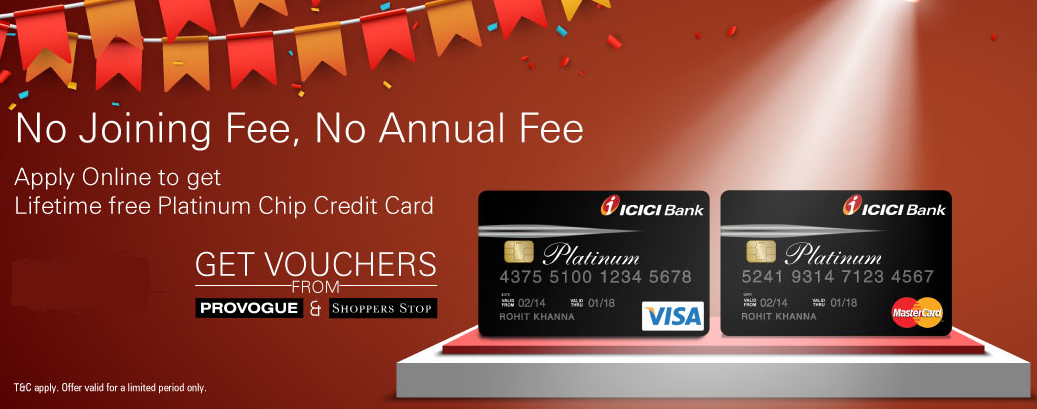 No Joining Fee, No Annual Fee
Apply Online to get
Lifetime free Platinum Chip Credit Card
GET VOUCHERS
FROM
PROVOGUE & SHOPPERS STOP
T&C apply. Offer valid for a limited period only.
i ICICI Bank
Platinum
4375 5100 1234 5678
4375
VALID FROM 02/14 VALID THRU 01/18
ROHIT KHANNA
VISA
i ICICI Bank
Platinum
5241 9314 7123 4567
VALID FROM 02/14 VALID THRU 01/18
ROHIT KHANNA
MasterCard